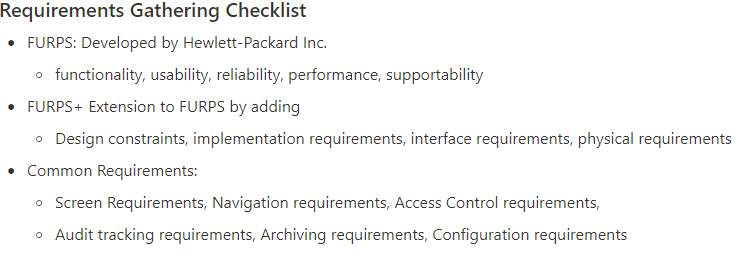 Requirements Gathering Checklist
FURPS: Developed by Hewlett-Packard Inc.
functionality, usability, reliability, performance, supportability
FURPS+ Extension to FURPS by adding
Design constraints, implementation requirements, interface requirements, physical requirements
Common Requirements:
Screen Requirements, Navigation requirements, Access Control requirements,
Audit tracking requirements, Archiving requirements, Configuration requirements